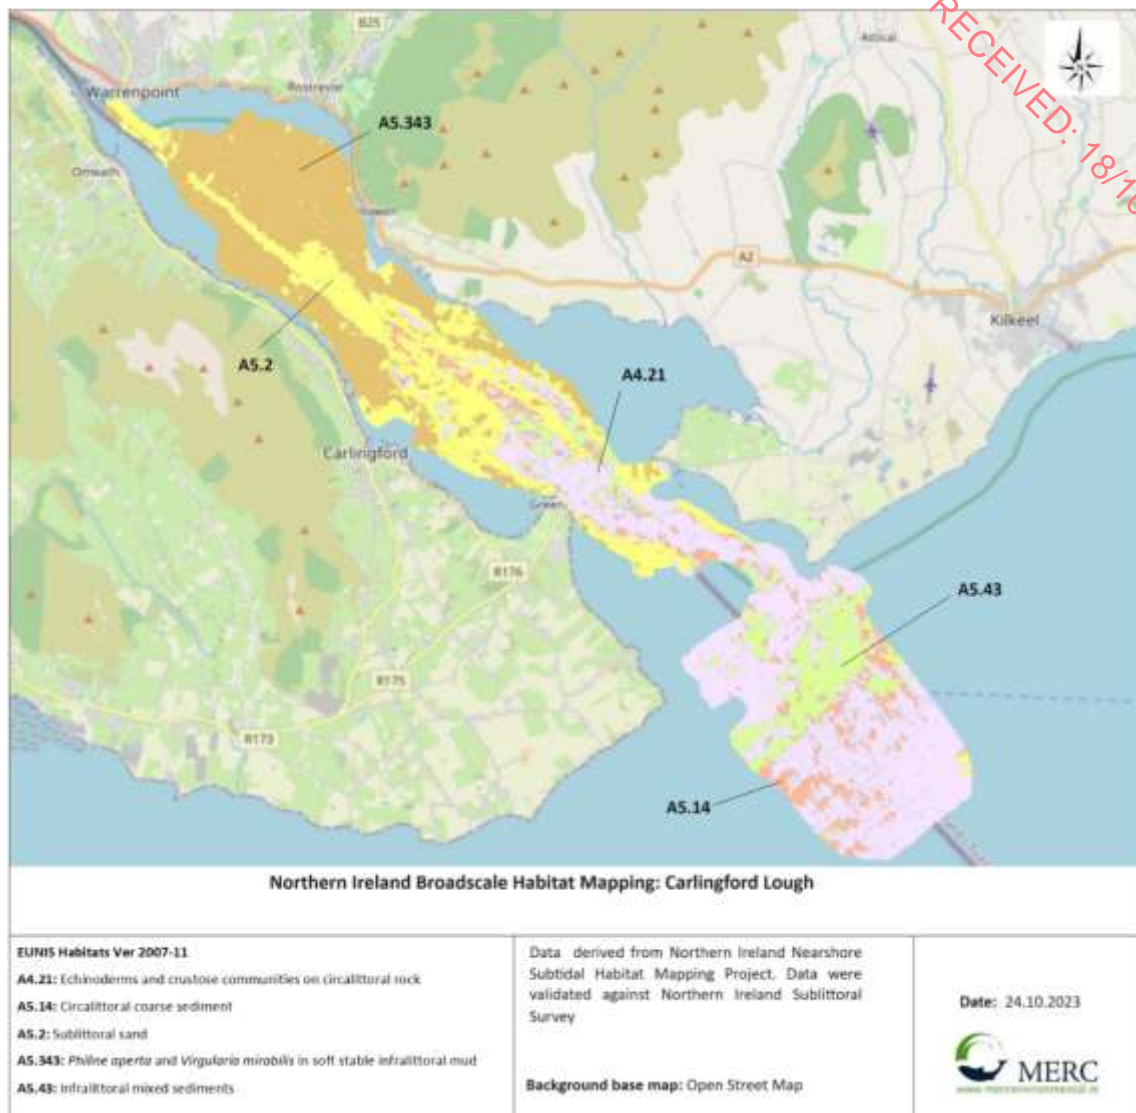 RECEIVED: 18/10
B25
Attical
Warrenpoint
Rostrevor
A5.343
Omeath
A2
Kilkeel
A5.2
A4.21
Carlingford
Green
R176
A5.43
R175
R173
A5.14
Northern Ireland Broadscale Habitat Mapping: Carlingford Lough
EUNIS Habitats Ver 2007-11
A4.21: Echinoderms and crustose communities on circalittoral rock
A5.14: Circalittoral coarse sediment
A5.2: Sublittoral sand
A5.343: Philine aperta and Virgularia mirabilis in soft stable infralittoral mud
A5.43: Infralittoral mixed sediments
Data derived from Northern Ireland Nearshore
Subtidal Habitat Mapping Project. Data were
validated against Northern Ireland Sublittoral
Survey
Background base map: Open Street Map
Date: 24.10.2023
MERC
www.mercenvironmental.ie